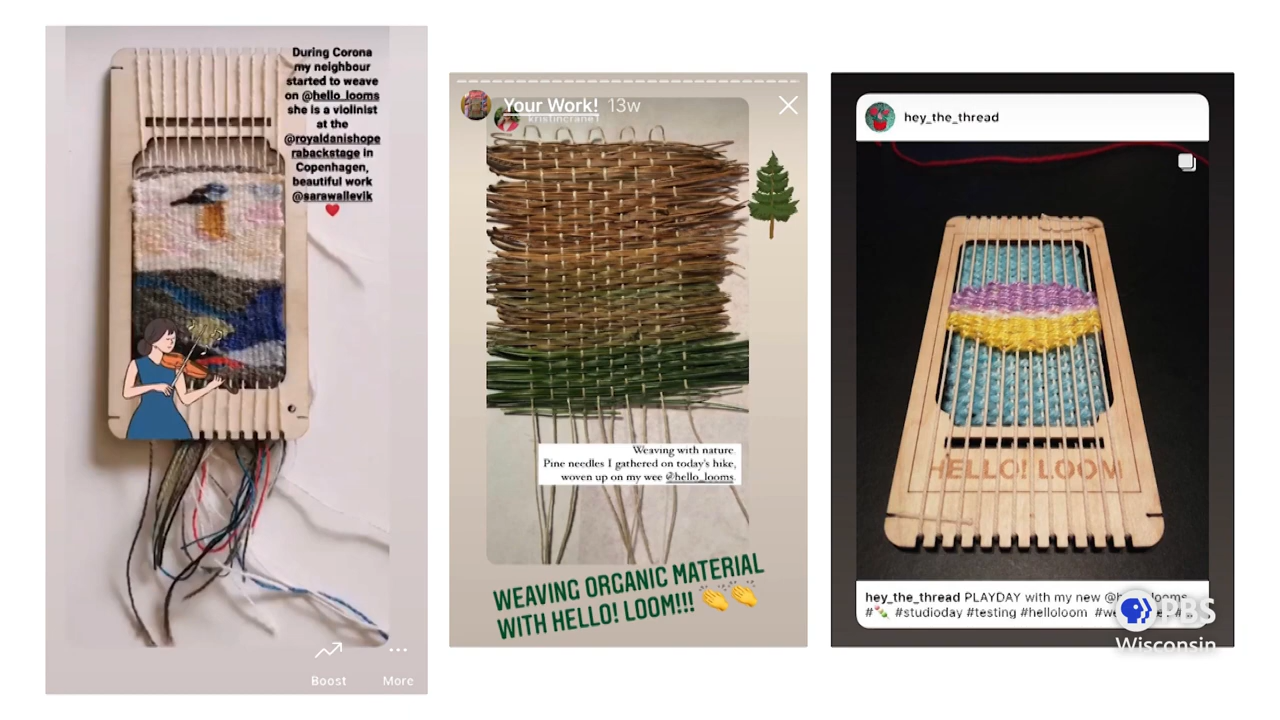 During Corona
my neighbour
started to weave
on @hello_looms
she is a violinist
at the
@royaldanishope
rabackstage in
Copenhagen,
beautiful work
@sarawallevik
Boost
More
Your Work! 13w
kristincrane1
Weaving with nature.
Pine needles I gathered on today's hike,
woven up on my wee @hello_looms.
WEAVING ORGANIC MATERIAL
WITH HELLO! LOOM!!!
hey_the_thread
HELLO! LOOM
hey_the_thread PLAYDAY with my new
#studioday #testing #helloloom
PBS
Wisconsin